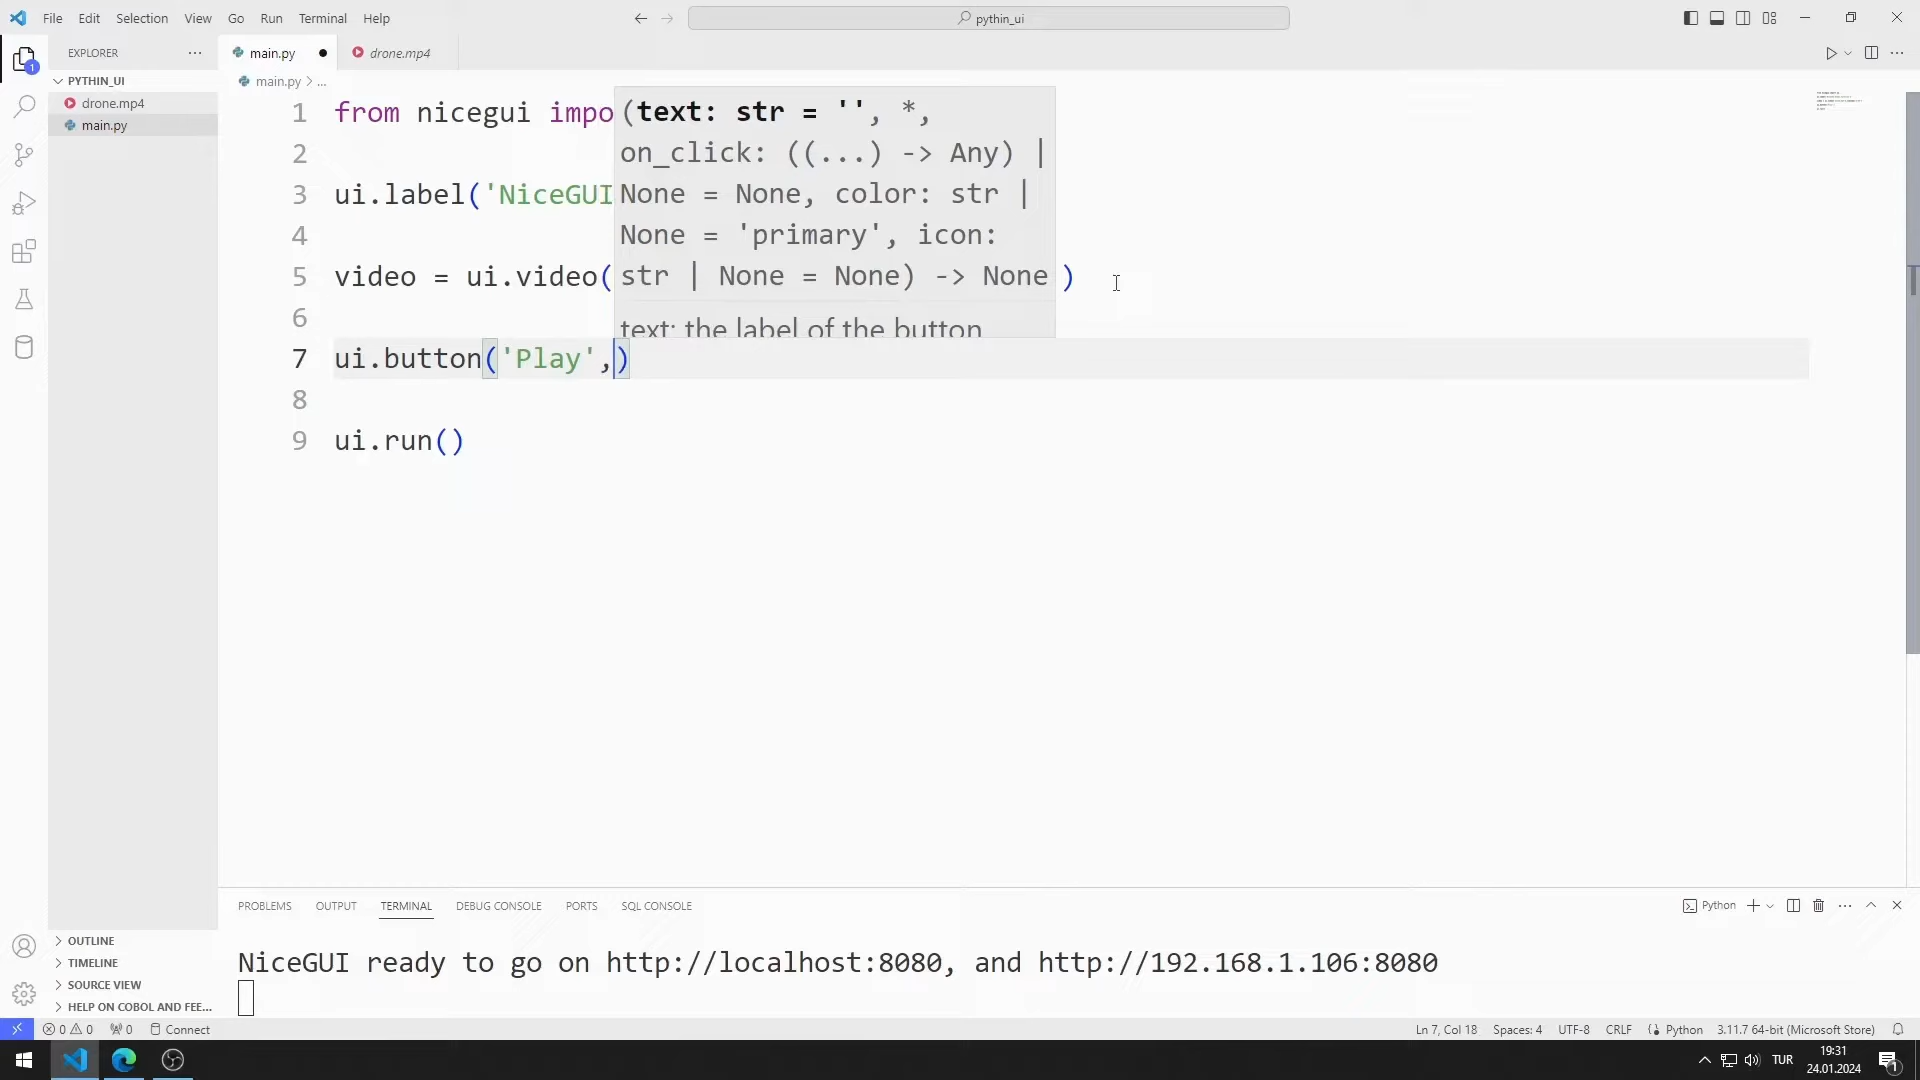 File Edit Selection View Go Run Terminal Help
pythin_ui
EXPLORER
main.py
drone.mp4
PYTHIN_UI
main.py > ...
drone.mp4
main.py
1
1 from nicegui impo
2
3 ui.label('NiceGUI
4
5 video = ui.video(
)
6
7 ui.button('Play',)
8
9 ui.run()
(text: str = '', *,
on_click: ((...) -> Any) |
None = None, color: str |
None = 'primary', icon:
str | None = None) -> None
text: the label of the button
PROBLEMS OUTPUT TERMINAL DEBUG CONSOLE PORTS SQL CONSOLE
Python
NiceGUI ready to go on http://localhost:8080, and http://192.168.1.106:8080
OUTLINE
TIMELINE
SOURCE VIEW
HELP ON COBOL AND FEE...
0 0 0 Connect
Ln 7, Col 18 Spaces: 4 UTF-8 CRLF Python 3.11.7 64-bit (Microsoft Store)
TUR
19:31
24.01.2024
1